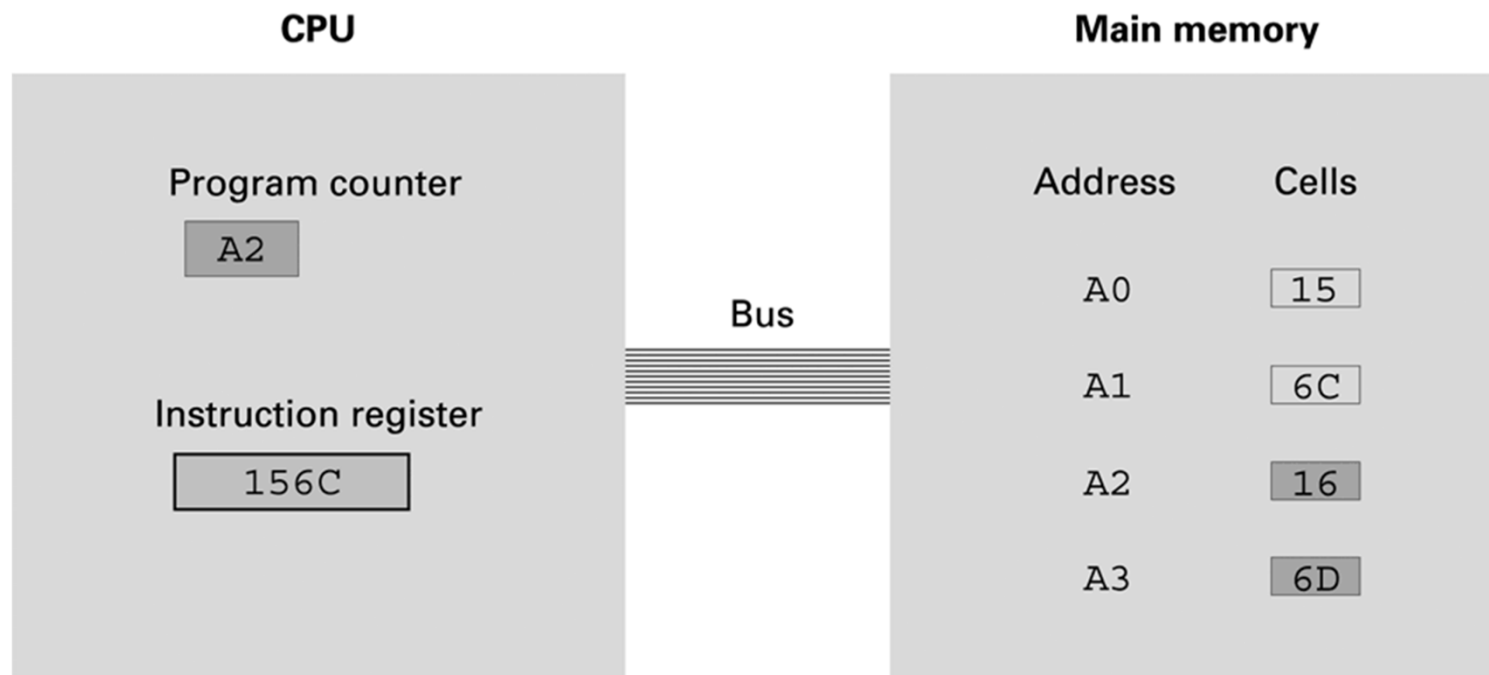 CPU
Main memory
Program counter
A2
Instruction register
156C
Bus
Address Cells
A0 15
A1 6C
A2 16
A3 6D